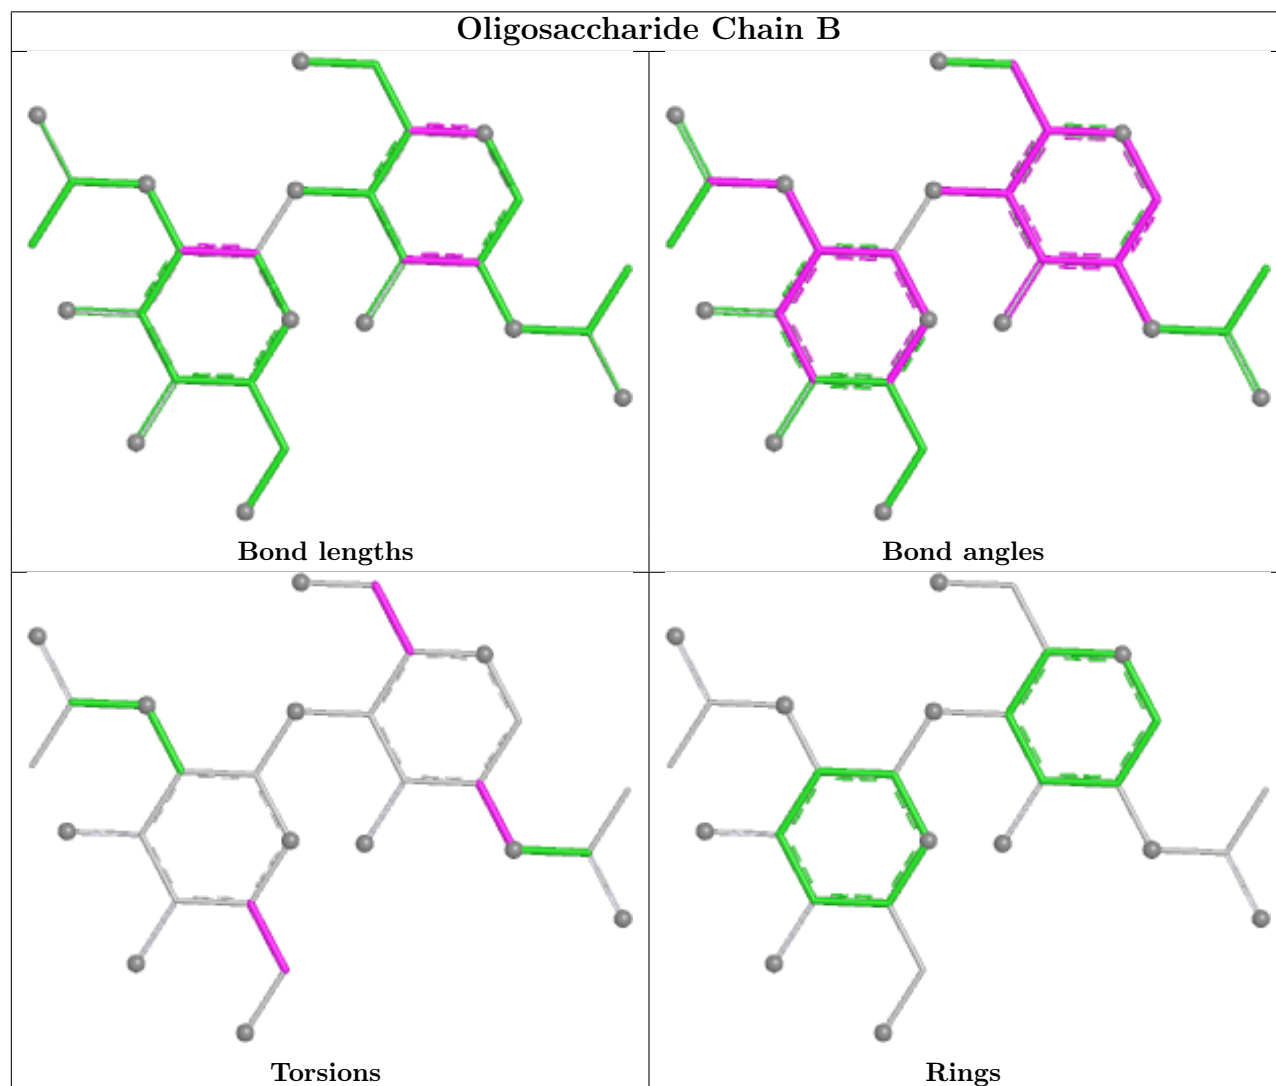 Oligosaccharide Chain B
Bond lengths
Bond angles
Torsions
Rings